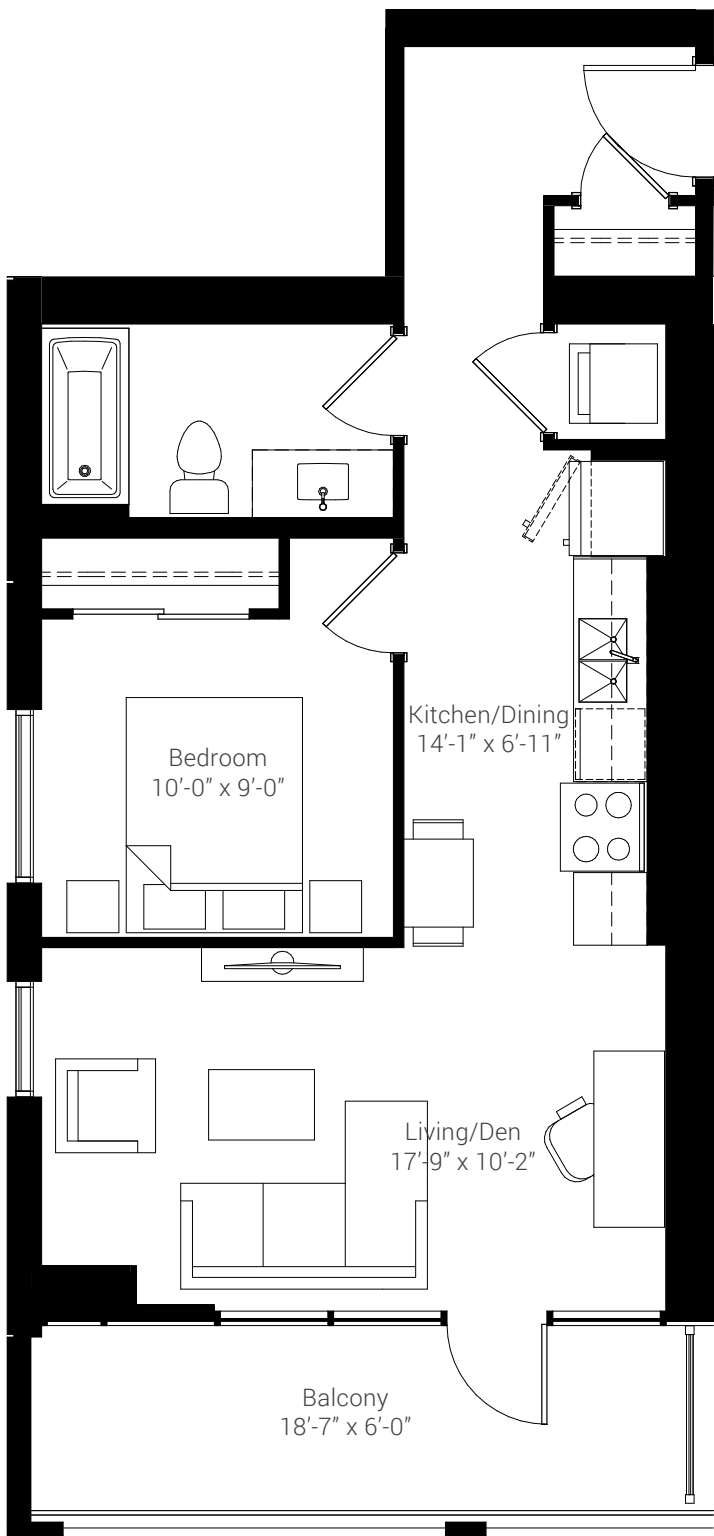 Kitchen/Dining
14’-1” x 6’-11”
Bedroom
10’-0” x 9’-0”
Living/Den
17’-9” x 10’-2”
Balcony
18’-7” x 6’-0”